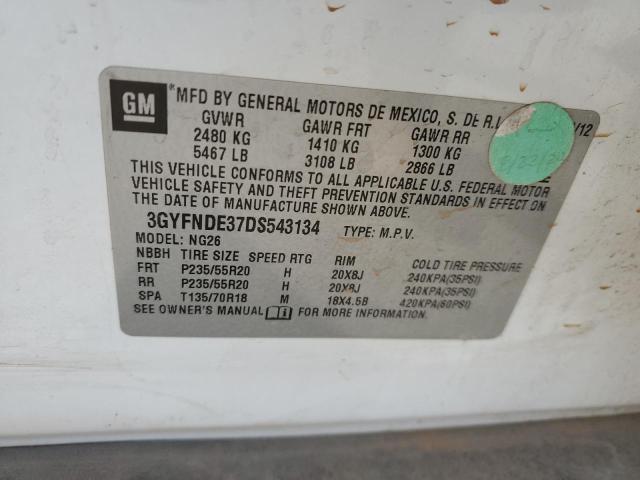 GM
*MFD BY GENERAL MOTORS DE MEXICO, S. DE R.L /12
GVWR GAWR FRT GAWR RR
2480 KG 1410 KG 1300 KG
5467 LB 3108 LB 2866 LB
THIS VEHICLE CONFORMS TO ALL APPLICABLE U.S. FEDERAL MOTOR
VEHICLE SAFETY AND THEFT PREVENTION STANDARDS IN EFFECT ON
THE DATE OF MANUFACTURE SHOWN ABOVE.
3GYFNDE37DS543134 TYPE: M.P.V.
MODEL: NG26
NBBH TIRE SIZE SPEED RTG RIM COLD TIRE PRESSURE
FRT P235/55R20 H 20X8J 240KPA(35PSI)
RR P235/55R20 H 20X8J 240KPA(35PSI)
SPA T135/70R18 M 18X4.5B 420KPA(60PSI)
SEE OWNER'S MANUAL FOR MORE INFORMATION.